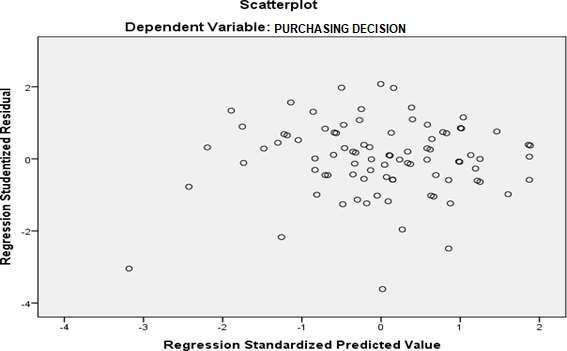 Scatterplot
Dependent Variable: PURCHASING DECISION
Regression Studentized Residual
2
0
-2
-4
-4 -3 -2 -1 0 1 2
Regression Standardized Predicted Value